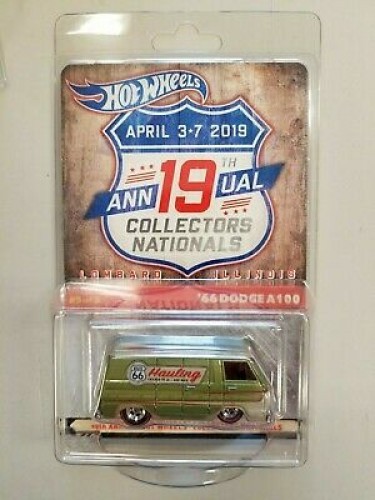 HOT WHEELS
APRIL 3-7 2019
19TH
ANNUAL
COLLECTORS
NATIONALS
LOMBARD ILLINOIS
'66 DODGE A100
66 Hauling